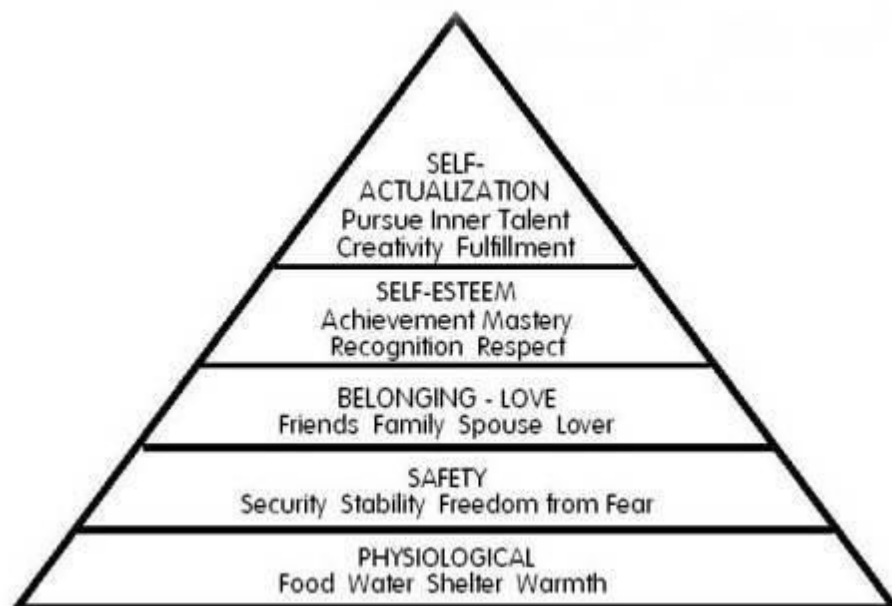 SELF-
ACTUALIZATION
Pursue Inner Talent
Creativity Fulfillment
SELF-ESTEEM
Achievement Mastery
Recognition Respect
BELONGING - LOVE
Friends Family Spouse Lover
SAFETY
Security Stability Freedom from Fear
PHYSIOLOGICAL
Food Water Shelter Warmth